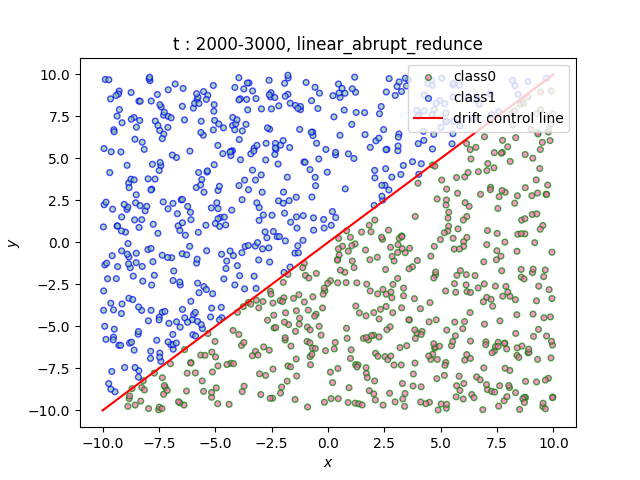 t : 2000-3000, linear_abrupt_redunce
class0
class1
drift control line
10.0
7.5
5.0
2.5
0.0
−2.5
−5.0
−7.5
−10.0
y
−10.0 −7.5 −5.0 −2.5 0.0 2.5 5.0 7.5 10.0
x